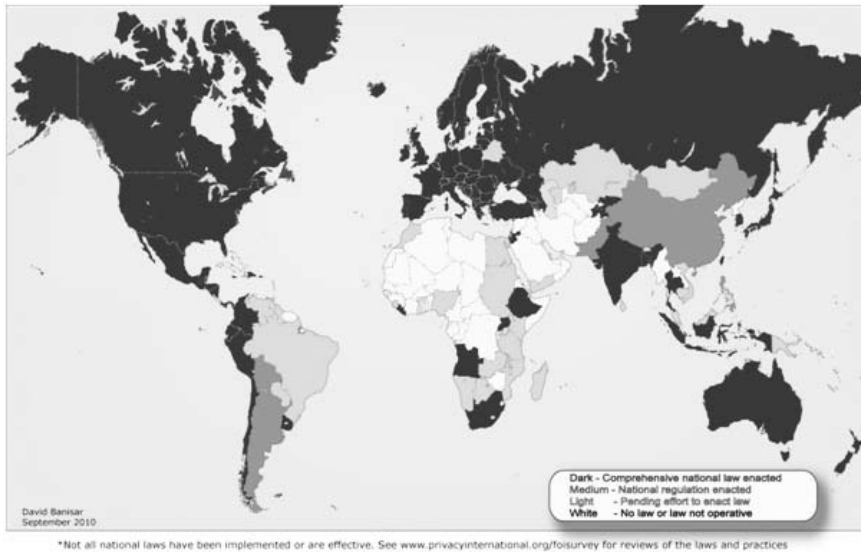 Dark - Comprehensive national law enacted
Medium - National regulation enacted
Light - Pending effort to enact law
White - No law or law not operative
David Banisar
September 2010
*Not all national laws have been implemented or are effective. See www.privacyinternational.org/foisurvey for reviews of the laws and practices